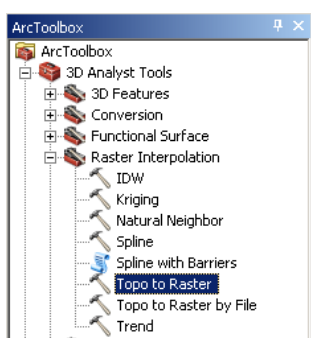 ArcToolbox
ArcToolbox
3D Analyst Tools
3D Features
Conversion
Functional Surface
Raster Interpolation
IDW
Kriging
Natural Neighbor
Spline
Spline with Barriers
Topo to Raster
Topo to Raster by File
Trend